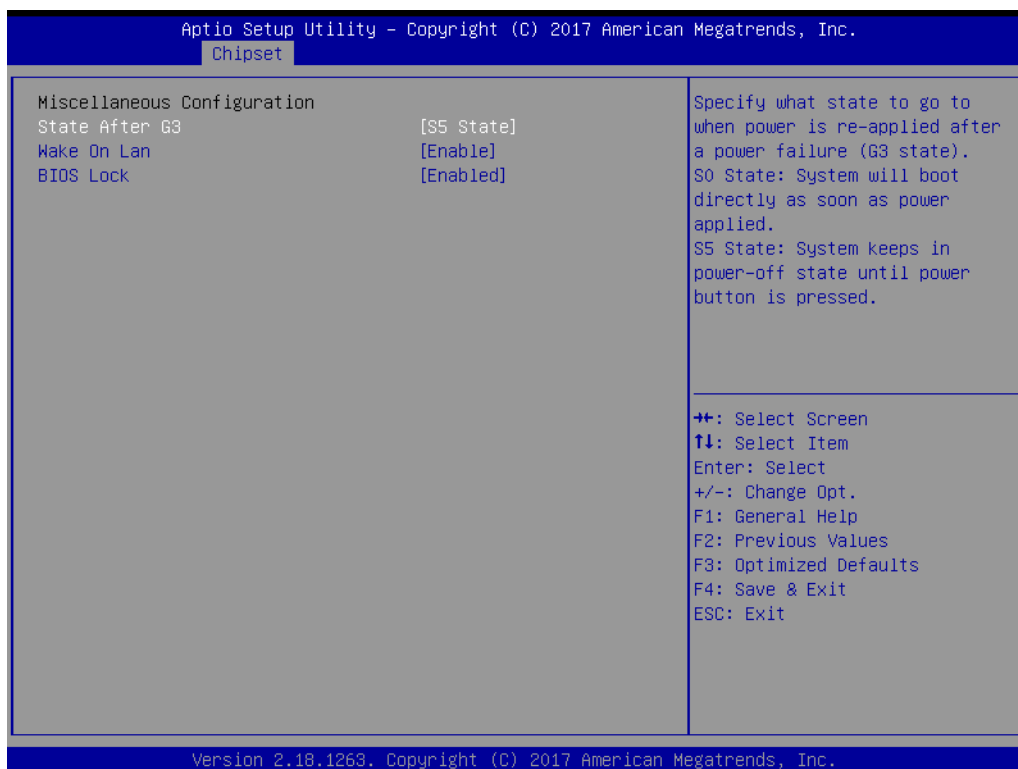 Aptio Setup Utility – Copyright (C) 2017 American Megatrends, Inc.
Chipset
Miscellaneous Configuration
State After G3 [S5 State]
Wake On Lan [Enable]
BIOS Lock [Enabled]
Specify what state to go to
when power is re-applied after
a power failure (G3 state).
S0 State: System will boot
directly as soon as power
applied.
S5 State: System keeps in
power-off state until power
button is pressed.
→←: Select Screen
↑↓: Select Item
Enter: Select
+/-: Change Opt.
F1: General Help
F2: Previous Values
F3: Optimized Defaults
F4: Save & Exit
ESC: Exit
Version 2.18.1263. Copyright (C) 2017 American Megatrends, Inc.